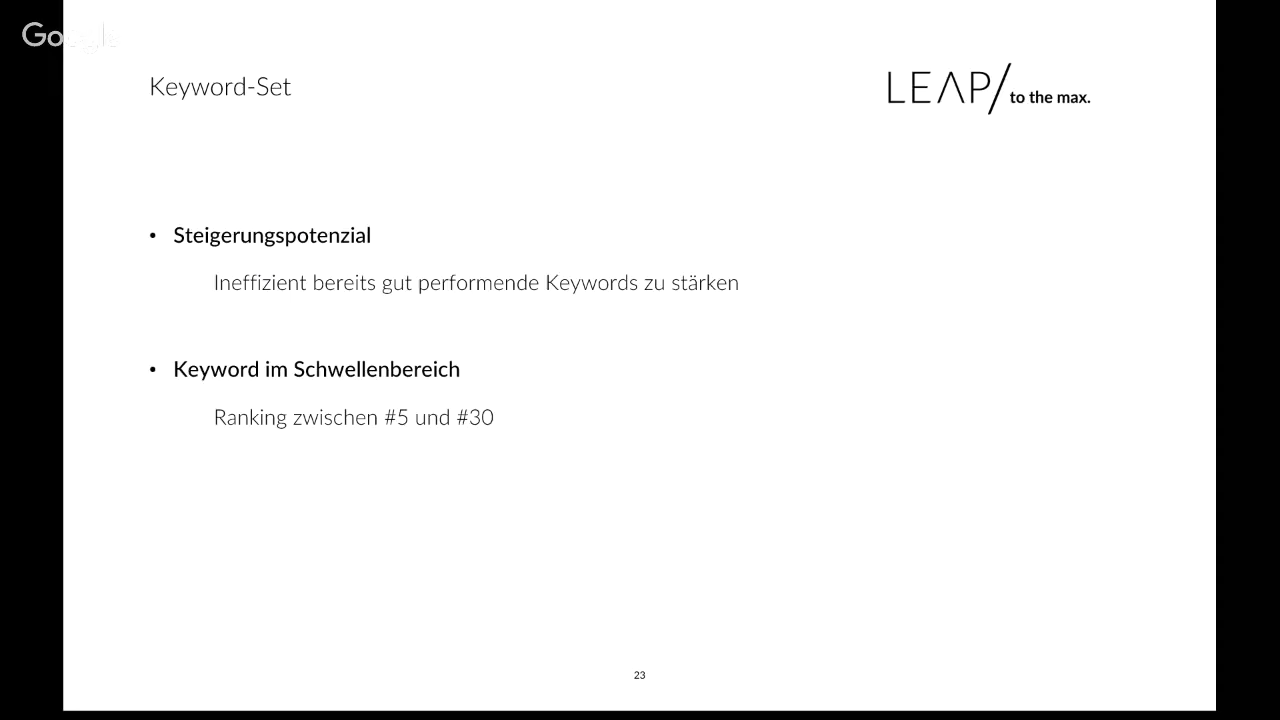 Google
Keyword-Set
LEAP/to the max.
• Steigerungspotenzial
Ineffizient bereits gut performende Keywords zu stärken
• Keyword im Schwellenbereich
Ranking zwischen #5 und #30
23